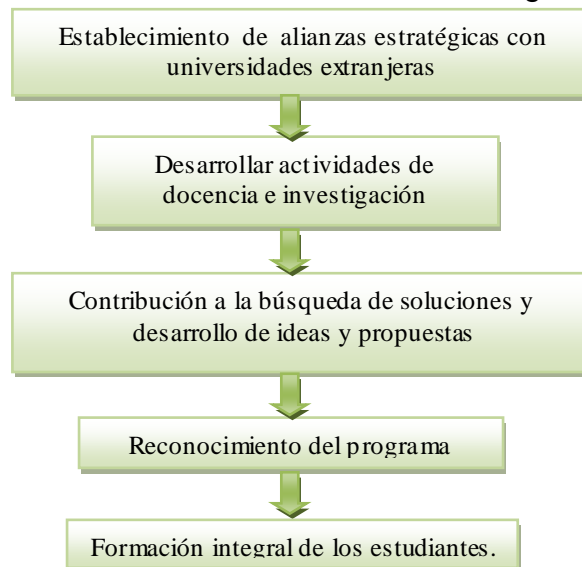 Establecimiento de alianzas estratégicas con
universidades extranjeras
Desarrollar actividades de
docencia e investigación
Contribución a la búsqueda de soluciones y
desarrollo de ideas y propuestas
Reconocimiento del programa
Formación integral de los estudiantes.